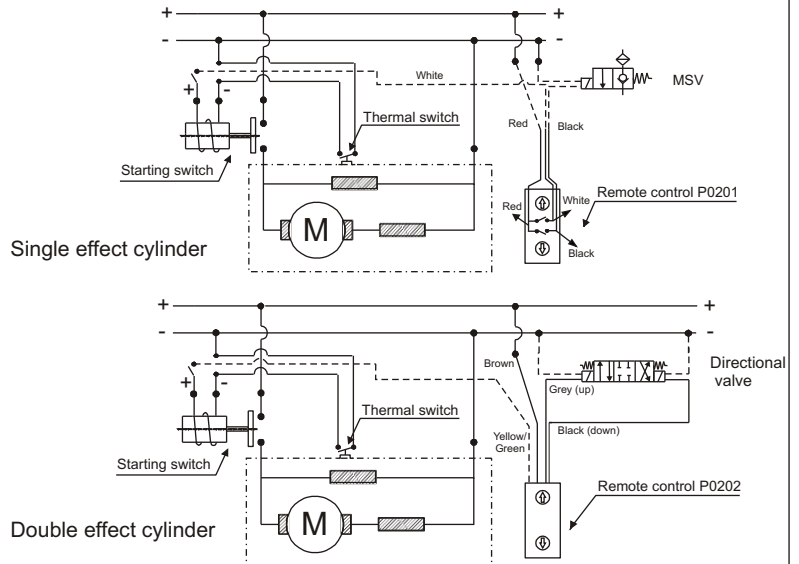 + +
- -
White
MSV
+ -
Red
Black
Thermal switch
Starting switch
Remote control P0201
Red
White
M
Black
Single effect cylinder
+ +
- -
Brown
Directional
valve
+ -
Grey (up)
Thermal switch
Black (down)
Yellow/
Green
Starting switch
Remote control P0202
M
Double effect cylinder